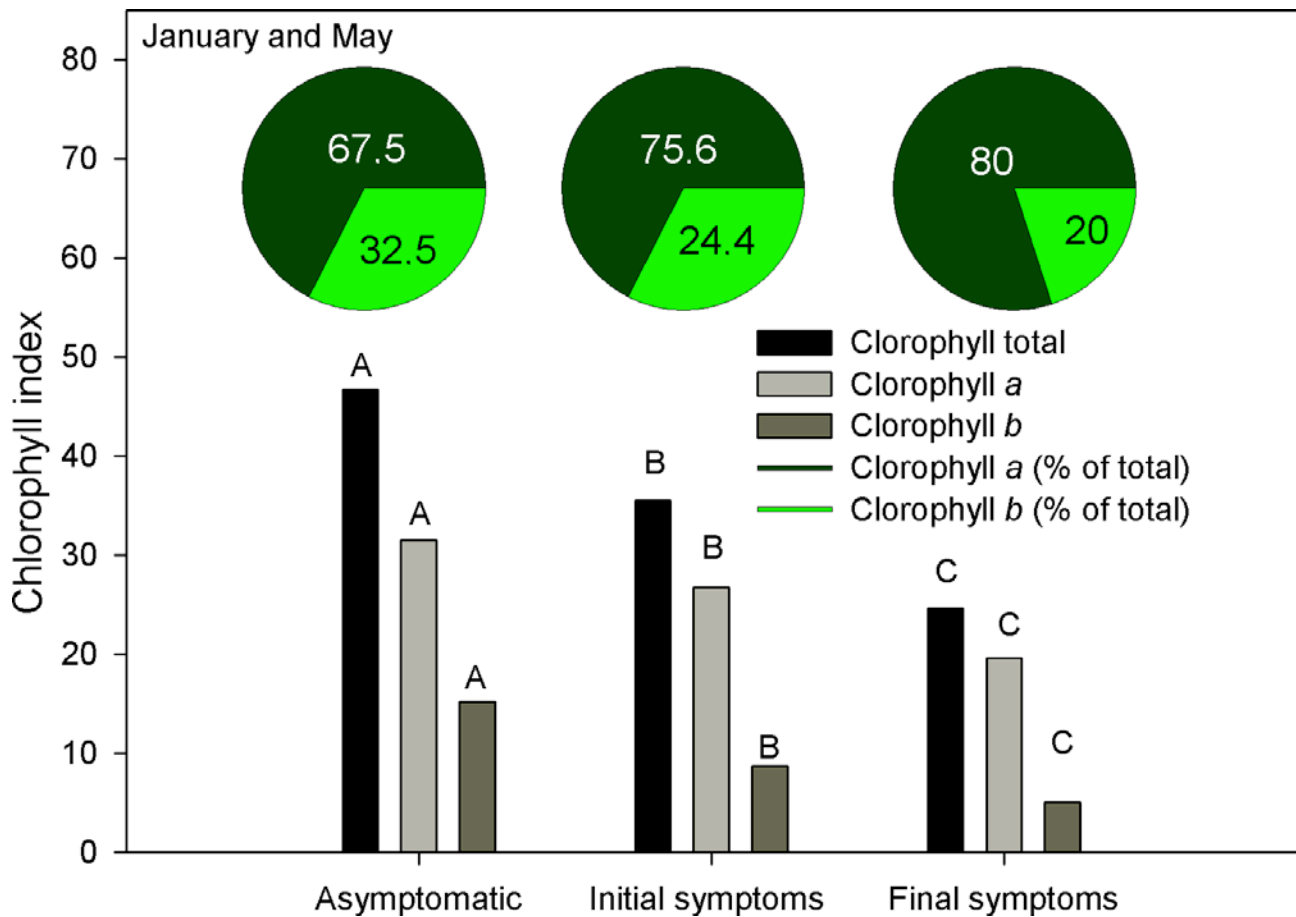 January and May
80
70
60
50
40
30
20
10
0
Chlorophyll index
67.5
32.5
75.6
24.4
80
20
Clorophyll total
Clorophyll a
Clorophyll b
Clorophyll a (% of total)
Clorophyll b (% of total)
A
A
A
B
B
B
C
C
C
Asymptomatic
Initial symptoms
Final symptoms